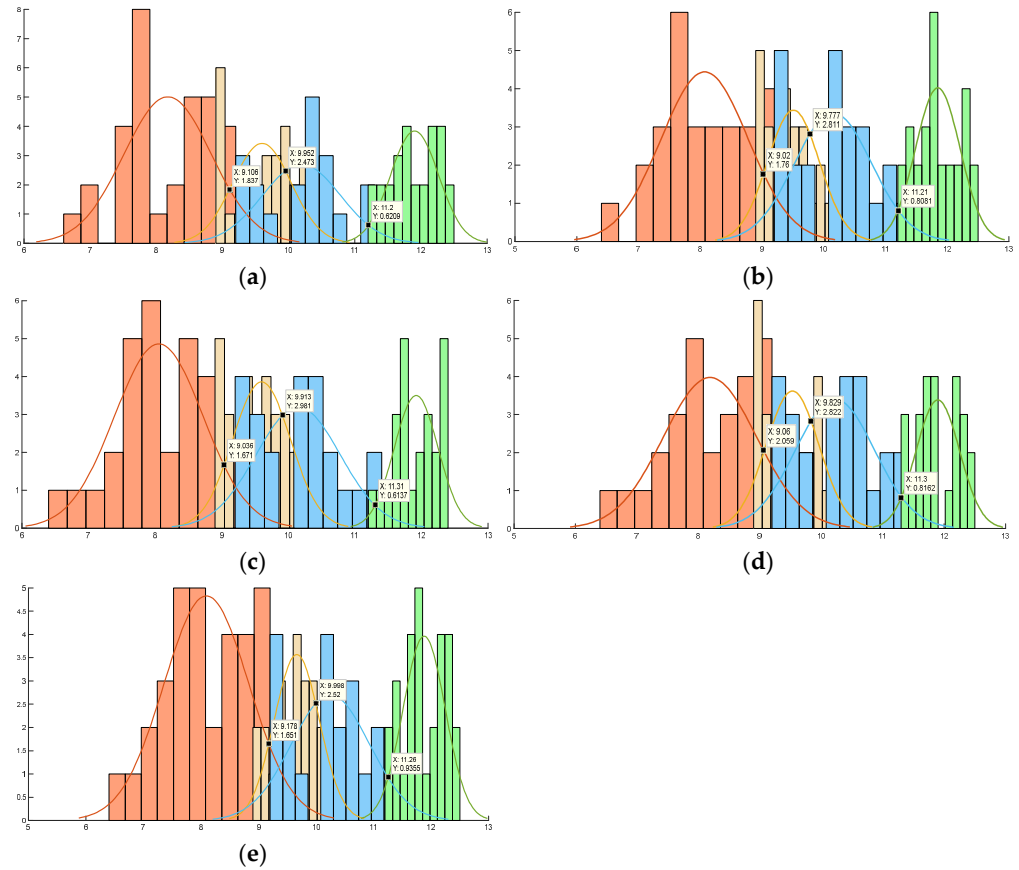 8
7
6
5
4
3
2
1
0
X: 9.106
Y: 1.837
X: 9.952
Y: 2.473
X: 11.2
Y: 0.6209
6 7 8 9 10 11 12 13
(a)
6
5
4
3
2
1
0
X: 9.02
Y: 1.76
X: 9.777
Y: 2.811
X: 11.21
Y: 0.8081
5 6 7 8 9 10 11 12 13
(b)
6
5
4
3
2
1
0
X: 9.036
Y: 1.671
X: 9.913
Y: 2.981
X: 11.31
Y: 0.6137
6 7 8 9 10 11 12 13
(c)
6
5
4
3
2
1
0
X: 9.06
Y: 2.059
X: 9.829
Y: 2.822
X: 11.3
Y: 0.8162
5 6 7 8 9 10 11 12 13
(d)
5
4.5
4
3.5
3
2.5
2
1.5
1
0.5
0
X: 9.178
Y: 1.651
X: 9.998
Y: 2.52
X: 11.26
Y: 0.9355
5 6 7 8 9 10 11 12 13
(e)